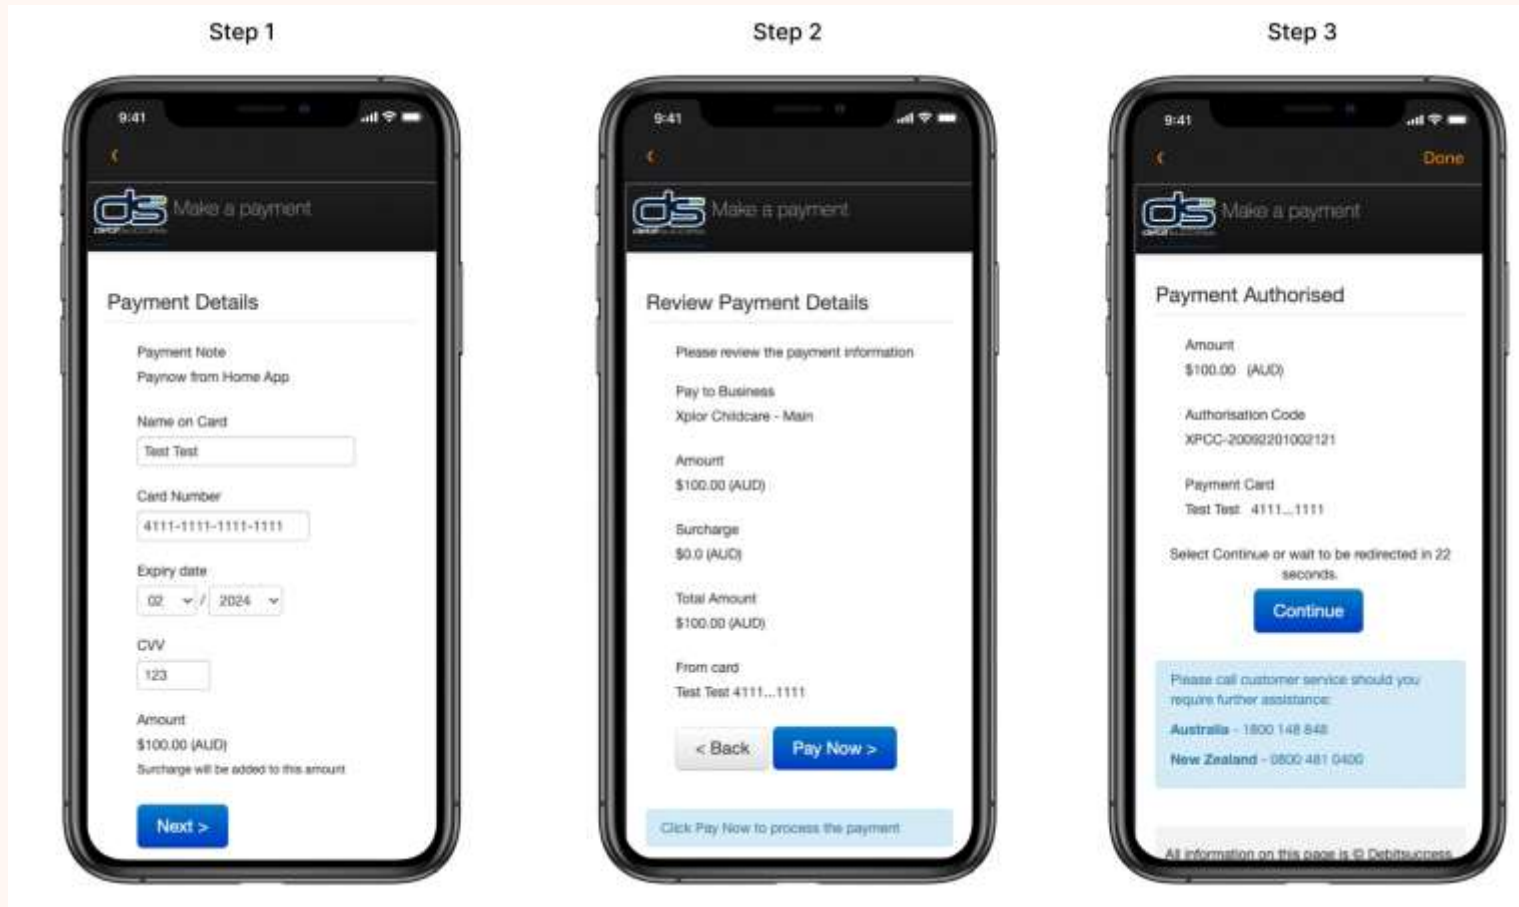 Step 1
9:41
ds Make a payment
Payment Details
Payment Note
Paynow from Home App
Name on Card
Test Test
Card Number
4111-1111-1111-1111
Expiry date
02 / 2024
CVV
123
Amount
$100.00 (AUD)
Surcharge will be added to this amount
Next >
Step 2
9:41
ds Make a payment
Review Payment Details
Please review the payment information
Pay to Business
Xplor Childcare - Main
Amount
$100.00 (AUD)
Surcharge
$0.0 (AUD)
Total Amount
$100.00 (AUD)
From card
Test Test 4111...1111
< Back Pay Now >
Click Pay Now to process the payment
Step 3
9:41
Done
ds Make a payment
Payment Authorised
Amount
$100.00 (AUD)
Authorisation Code
XPCC-20092201002121
Payment Card
Test Test 4111...1111
Select Continue or wait to be redirected in 22
seconds.
Continue
Please call customer service should you
require further assistance:
Australia - 1800 148 848
New Zealand - 0800 481 0400
All information on this page is © Debitsuccess